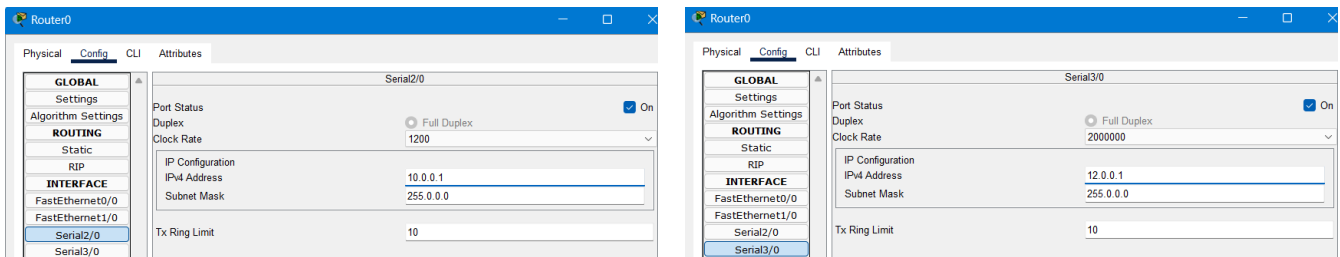 Router0
Physical Config CLI Attributes
GLOBAL
Settings
Algorithm Settings
ROUTING
Static
RIP
INTERFACE
FastEthernet0/0
FastEthernet1/0
Serial2/0
Serial3/0
Serial2/0
Port Status On
Duplex Full Duplex
Clock Rate 1200
IP Configuration
IPv4 Address 10.0.0.1
Subnet Mask 255.0.0.0
Tx Ring Limit 10
Router0
Physical Config CLI Attributes
GLOBAL
Settings
Algorithm Settings
ROUTING
Static
RIP
INTERFACE
FastEthernet0/0
FastEthernet1/0
Serial2/0
Serial3/0
Serial3/0
Port Status On
Duplex Full Duplex
Clock Rate 2000000
IP Configuration
IPv4 Address 12.0.0.1
Subnet Mask 255.0.0.0
Tx Ring Limit 10